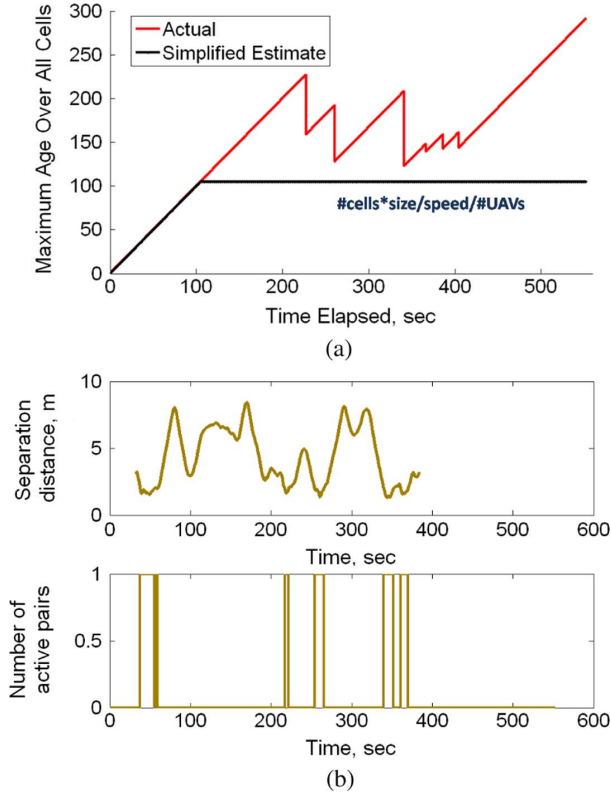 (a)
Maximum Age Over All Cells
300
250
200
150
100
50
0
Actual
Simplified Estimate
#cells*size/speed/#UAVs
0 100 200 300 400 500
Time Elapsed, sec
(a)
Separation
distance, m
10
5
0
0 100 200 300 400 500 600
Time, sec
Number of
active pairs
1
0.5
0
0 100 200 300 400 500 600
Time, sec
(b)